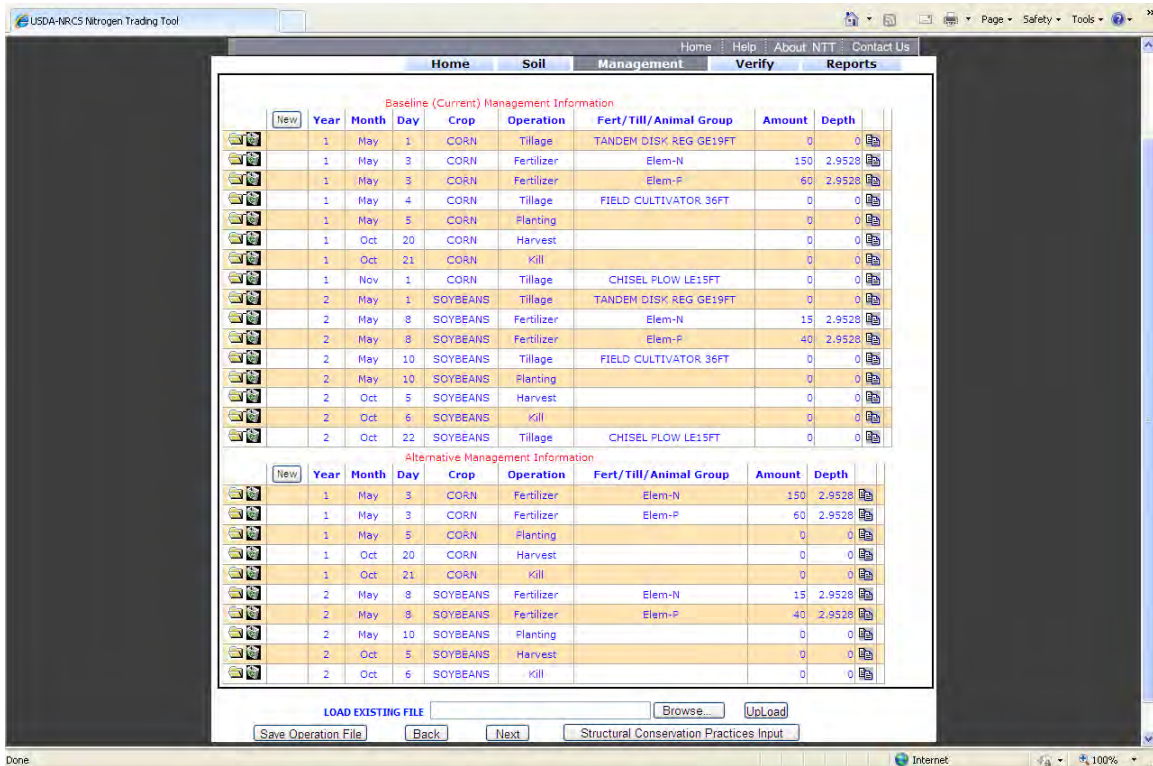 USDA-NRCS Nitrogen Trading Tool
Page Safety Tools
Home Help About NTT Contact Us
Home Soil Management Verify Reports
Baseline (Current) Management Information
New Year Month Day Crop Operation Fert/Till/Animal Group Amount Depth
1 May 1 CORN Tillage TANDEM DISK REG GE19FT 0 0
1 May 3 CORN Fertilizer Elem-N 150 2.9528
1 May 3 CORN Fertilizer Elem-P 60 2.9528
1 May 4 CORN Tillage FIELD CULTIVATOR 36FT 0 0
1 May 5 CORN Planting 0 0
1 Oct 20 CORN Harvest 0 0
1 Oct 21 CORN Kill 0 0
1 Nov 1 CORN Tillage CHISEL PLOW LE15FT 0 0
2 May 1 SOYBEANS Tillage TANDEM DISK REG GE19FT 0 0
2 May 8 SOYBEANS Fertilizer Elem-N 15 2.9528
2 May 8 SOYBEANS Fertilizer Elem-P 40 2.9528
2 May 10 SOYBEANS Tillage FIELD CULTIVATOR 36FT 0 0
2 May 10 SOYBEANS Planting 0 0
2 Oct 5 SOYBEANS Harvest 0 0
2 Oct 6 SOYBEANS Kill 0 0
2 Oct 22 SOYBEANS Tillage CHISEL PLOW LE15FT 0 0
Alternative Management Information
New Year Month Day Crop Operation Fert/Till/Animal Group Amount Depth
1 May 3 CORN Fertilizer Elem-N 150 2.9528
1 May 3 CORN Fertilizer Elem-P 60 2.9528
1 May 5 CORN Planting 0 0
1 Oct 20 CORN Harvest 0 0
1 Oct 21 CORN Kill 0 0
2 May 8 SOYBEANS Fertilizer Elem-N 15 2.9528
2 May 8 SOYBEANS Fertilizer Elem-P 40 2.9528
2 May 10 SOYBEANS Planting 0 0
2 Oct 5 SOYBEANS Harvest 0 0
2 Oct 6 SOYBEANS Kill 0 0
LOAD EXISTING FILE Browse... UpLoad
Save Operation File Back Next Structural Conservation Practices Input
Done Internet 100%